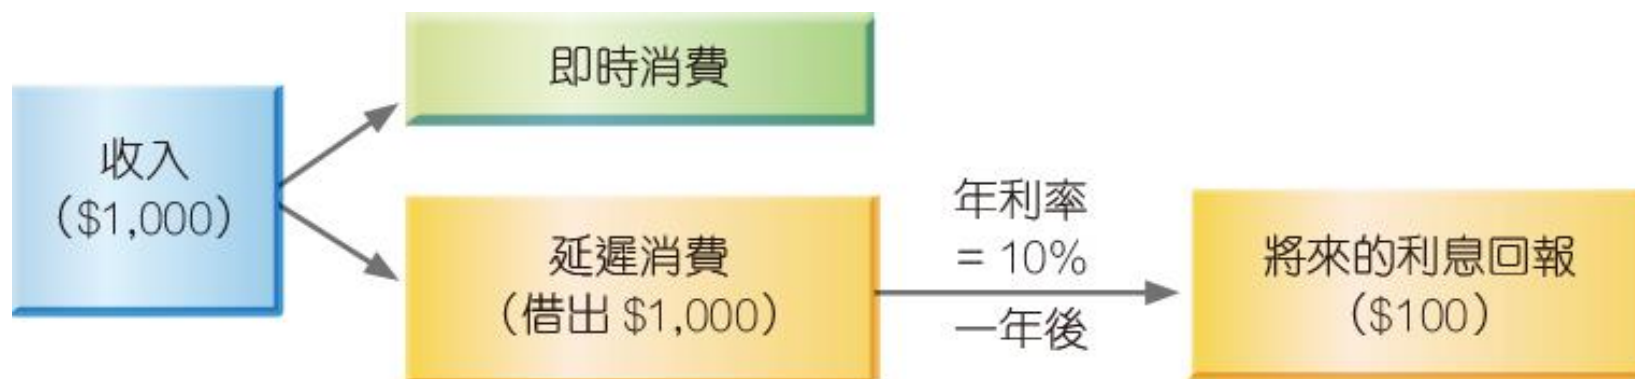 即時消費
收入
（$1,000）
延遲消費
（借出 $1,000）
年利率
= 10%
一年後
將來的利息回報
（$100）